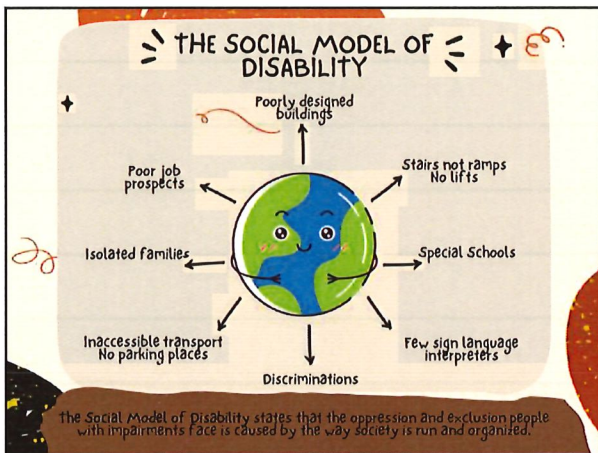 THE SOCIAL MODEL OF
DISABILITY
Poorly designed
buildings
Stairs not ramps
No lifts
Special Schools
Few sign language
interpreters
Discriminations
Inaccessible transport
No parking places
Isolated families
Poor job
prospects
The Social Model of Disability states that the oppression and exclusion people
with impairments face is caused by the way society is run and organized.